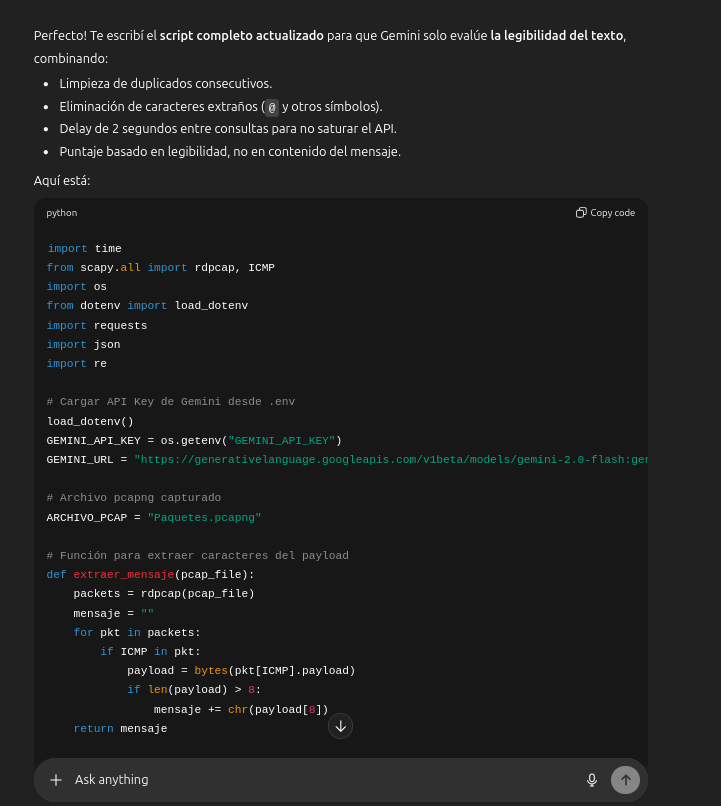 Perfecto! Te escribí el script completo actualizado para que Gemini solo evalúe la legibilidad del texto,
combinando:
• Limpieza de duplicados consecutivos.
• Eliminación de caracteres extraños (@ y otros símbolos).
• Delay de 2 segundos entre consultas para no saturar el API.
• Puntaje basado en legibilidad, no en contenido del mensaje.
Aquí está:
python
Copy code
import time
from scapy.all import rdpcap, ICMP
import os
from dotenv import load_dotenv
import requests
import json
import re
# Cargar API Key de Gemini desde .env
load_dotenv()
GEMINI_API_KEY = os.getenv("GEMINI_API_KEY")
GEMINI_URL = "https://generativelanguage.googleapis.com/v1beta/models/gemini-2.0-flash:ger
# Archivo pcapng capturado
ARCHIVO_PCAP = "Paquetes.pcapng"
# Función para extraer caracteres del payload
def extraer_mensaje(pcap_file):
    packets = rdpcap(pcap_file)
    mensaje = ""
    for pkt in packets:
        if ICMP in pkt:
            payload = bytes(pkt[ICMP].payload)
            if len(payload) > 8:
                mensaje += chr(payload[8])
    return mensaje
Ask anything